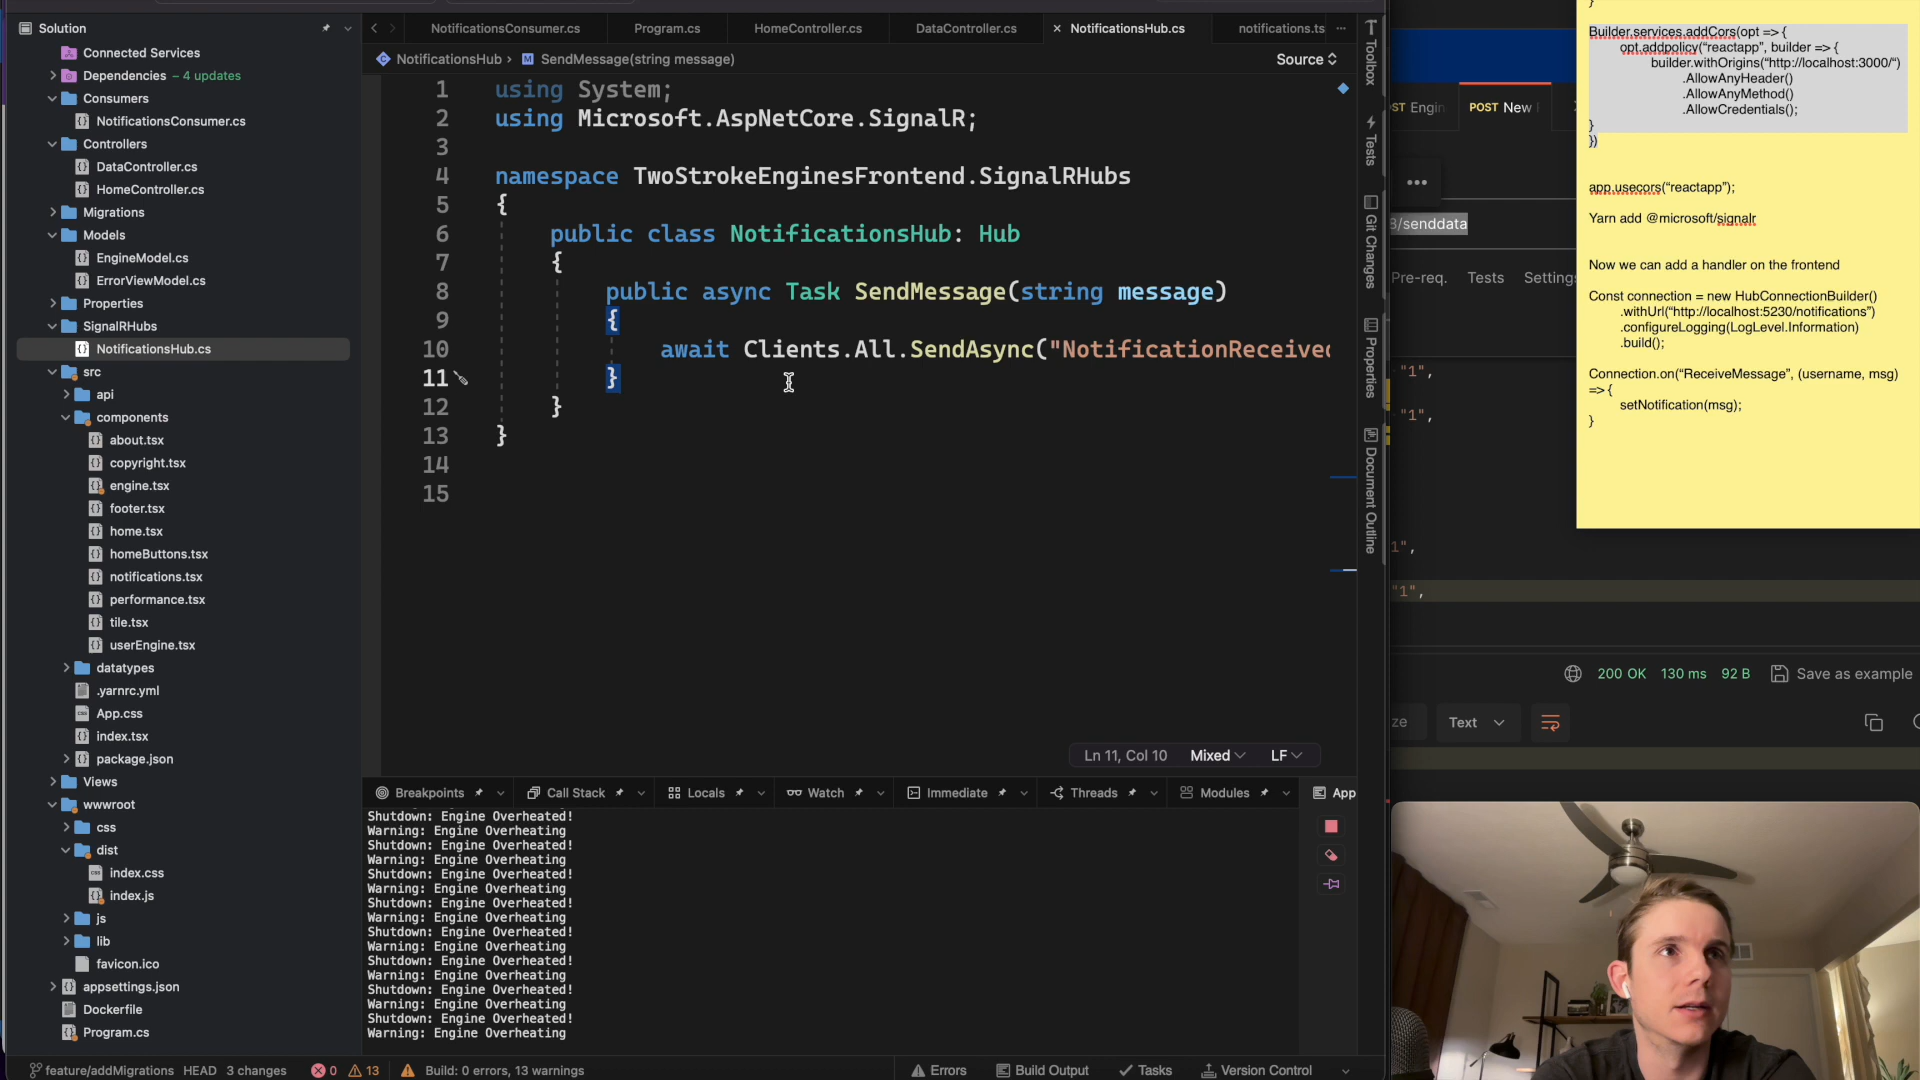 Solution
Connected Services
Dependencies – 4 updates
Consumers
NotificationsConsumer.cs
Controllers
DataController.cs
HomeController.cs
Migrations
Models
EngineModel.cs
ErrorViewModel.cs
Properties
SignalRHubs
NotificationsHub.cs
src
api
components
about.tsx
copyright.tsx
engine.tsx
footer.tsx
home.tsx
homeButtons.tsx
notifications.tsx
performance.tsx
tile.tsx
userEngine.tsx
datatypes
.yarnrc.yml
App.css
index.tsx
package.json
Views
wwwroot
css
dist
index.css
index.js
js
lib
favicon.ico
appsettings.json
Dockerfile
Program.cs
NotificationsConsumer.cs Program.cs HomeController.cs DataController.cs NotificationsHub.cs notifications.ts
NotificationsHub SendMessage(string message) Source
1 using System;
2 using Microsoft.AspNetCore.SignalR;
3
4 namespace TwoStrokeEnginesFrontend.SignalRHubs
5 {
6 public class NotificationsHub: Hub
7 {
8 public async Task SendMessage(string message)
9 {
10 await Clients.All.SendAsync("NotificationReceived
11 }
12 }
13 }
14
15
Ln 11, Col 10 Mixed LF
Toolbox
Tests
Git Changes
Properties
Document Outline
Breakpoints Call Stack Locals Watch Immediate Threads Modules App
Shutdown: Engine Overheated!
Warning: Engine Overheating
Shutdown: Engine Overheated!
Warning: Engine Overheating
Shutdown: Engine Overheated!
Warning: Engine Overheating
Shutdown: Engine Overheated!
Warning: Engine Overheating
Shutdown: Engine Overheated!
Warning: Engine Overheating
Shutdown: Engine Overheated!
Warning: Engine Overheating
Shutdown: Engine Overheated!
Warning: Engine Overheating
Shutdown: Engine Overheated!
Warning: Engine Overheating
feature/addMigrations HEAD 3 changes 0 13 Build: 0 errors, 13 warnings Errors Build Output Tasks Version Control
ST Engin POST New
3/senddata
Pre-req. Tests Settings
"1",
"1",
1",
"1",
200 OK 130 ms 92 B Save as example
ze Text
}
Builder.services.addCors(opt => {
opt.addpolicy(“reactapp”, builder => {
builder.withOrigins(“http://localhost:3000/“)
.AllowAnyHeader()
.AllowAnyMethod()
.AllowCredentials();
}
})
app.usecors(“reactapp”);
Yarn add @microsoft/signalr
Now we can add a handler on the frontend
Const connection = new HubConnectionBuilder()
.withUrl(“http://localhost:5230/notifications”)
.configureLogging(LogLevel.Information)
.build();
Connection.on(“ReceiveMessage”, (username, msg)
=> {
setNotification(msg);
}